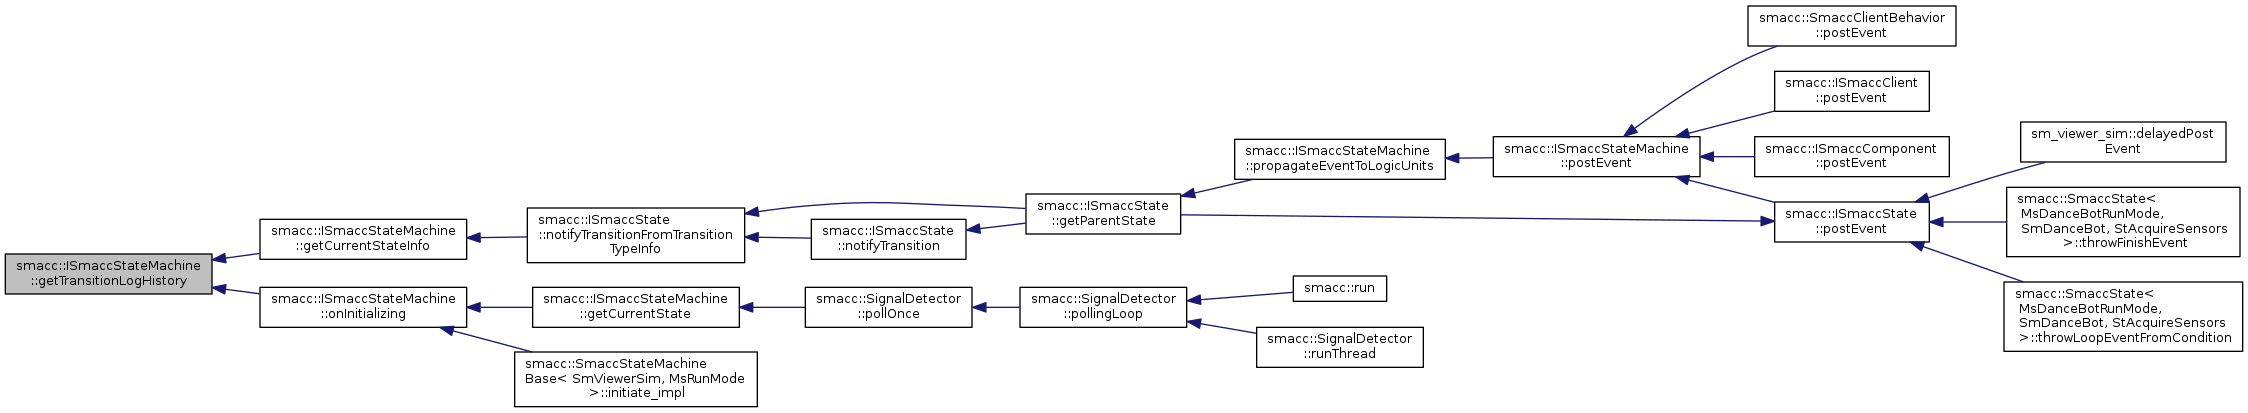 smacc::ISmaccStateMachine
::getTransitionLogHistory
smacc::ISmaccStateMachine
::getCurrentStateInfo
smacc::ISmaccStateMachine
::onInitializing
smacc::ISmaccState
::notifyTransitionFromTransition
TypeInfo
smacc::ISmaccStateMachine
::getCurrentState
smacc::SmaccStateMachine
Base< SmViewerSim, MsRunMode
>::initiate_impl
smacc::ISmaccState
::notifyTransition
smacc::SignalDetector
::pollOnce
smacc::ISmaccState
::getParentState
smacc::SignalDetector
::pollingLoop
smacc::ISmaccStateMachine
::propagateEventToLogicUnits
smacc::run
smacc::SignalDetector
::runThread
smacc::ISmaccStateMachine
::postEvent
smacc::SmaccClientBehavior
::postEvent
smacc::ISmaccClient
::postEvent
smacc::ISmaccComponent
::postEvent
smacc::ISmaccState
::postEvent
sm_viewer_sim::delayedPost
Event
smacc::SmaccState<
MsDanceBotRunMode,
SmDanceBot, StAcquireSensors
>::throwFinishEvent
smacc::SmaccState<
MsDanceBotRunMode,
SmDanceBot, StAcquireSensors
>::throwLoopEventFromCondition